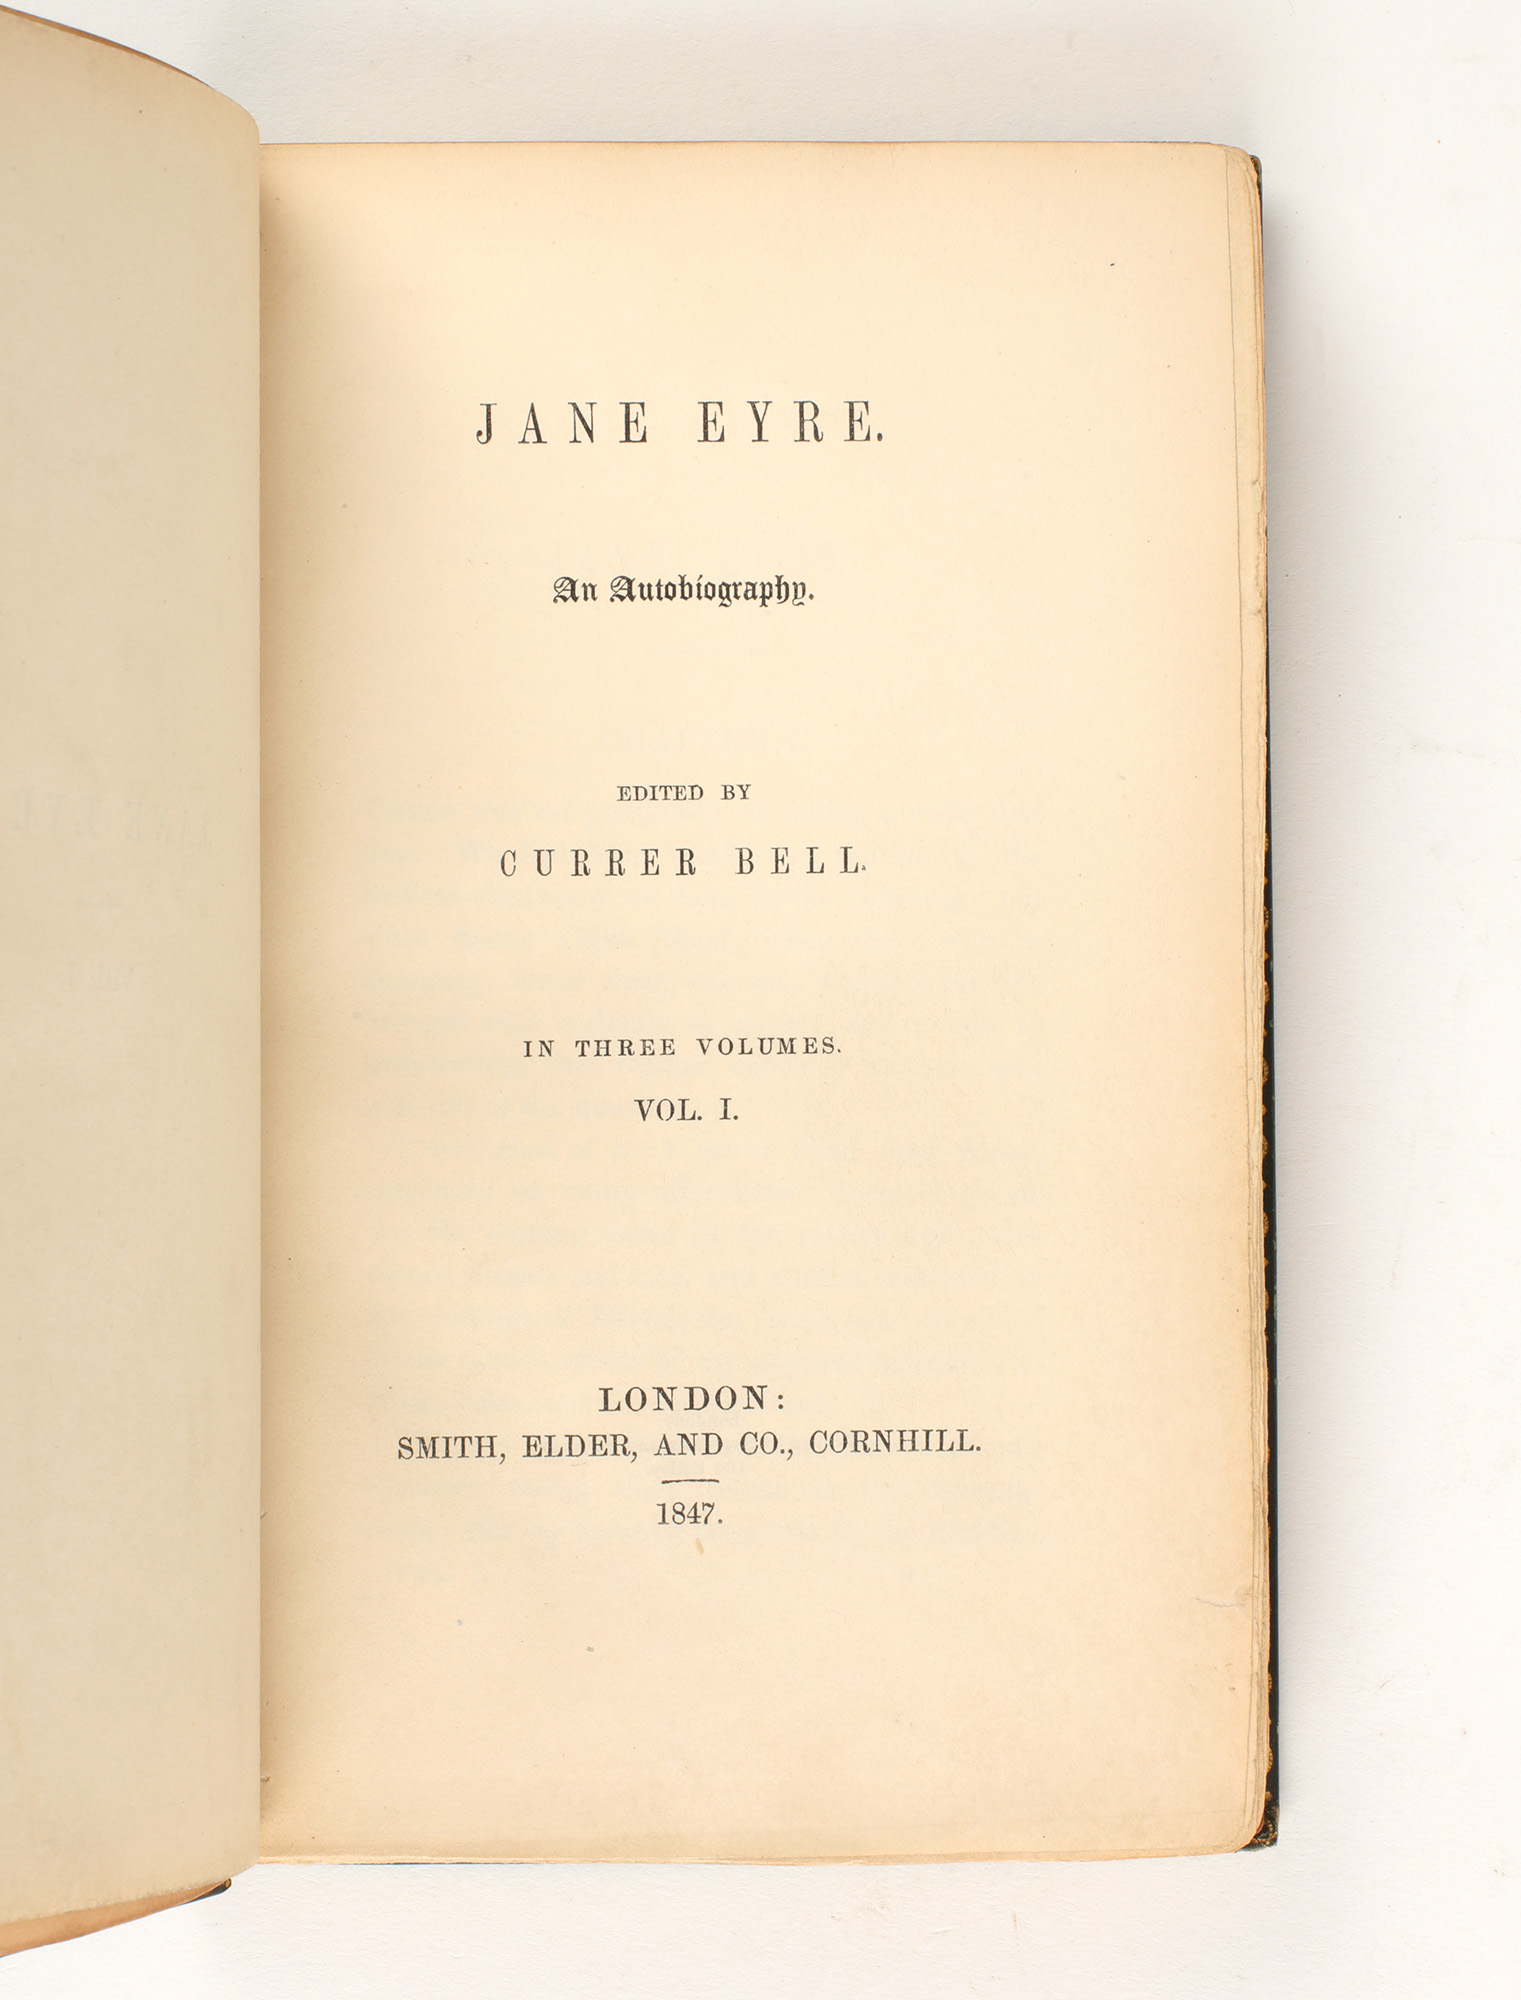 JANE EYRE.
An Autobiography.
EDITED BY
CURRER BELL.
IN THREE VOLUMES.
VOL. I.
LONDON:
SMITH, ELDER, AND CO., CORNHILL.
1847.